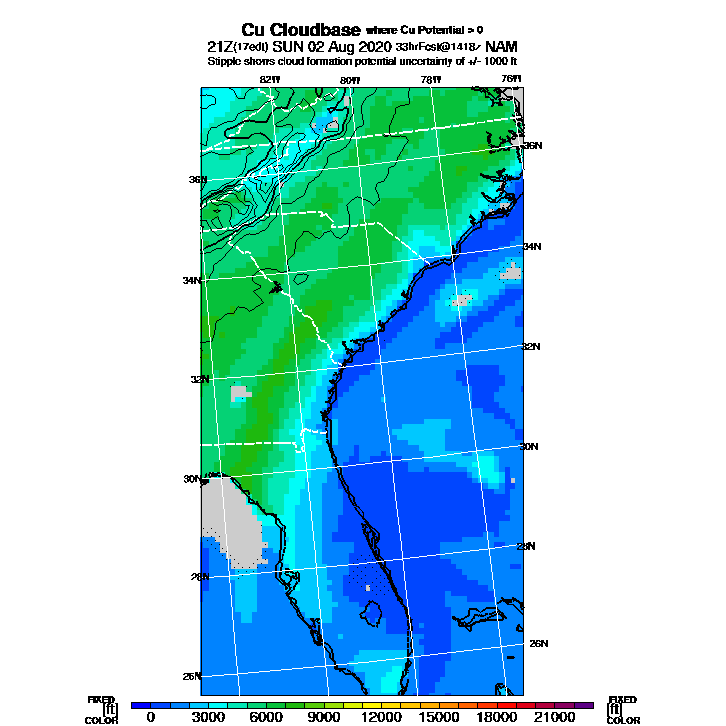 Cu Cloudbase where Cu Potential > 0
21Z(17edt) SUN 02 Aug 2020 33hrFcst@1418z NAM
Stipple shows cloud formation potential uncertainty of +/- 1000 ft
82W 80W 78W 76W
36N
36N
34N
34N
32N
32N
30N
30N
28N
28N
26N
26N
FIXED FIXED
[ft] [ft]
COLOR COLOR
0 3000 6000 9000 12000 15000 18000 21000